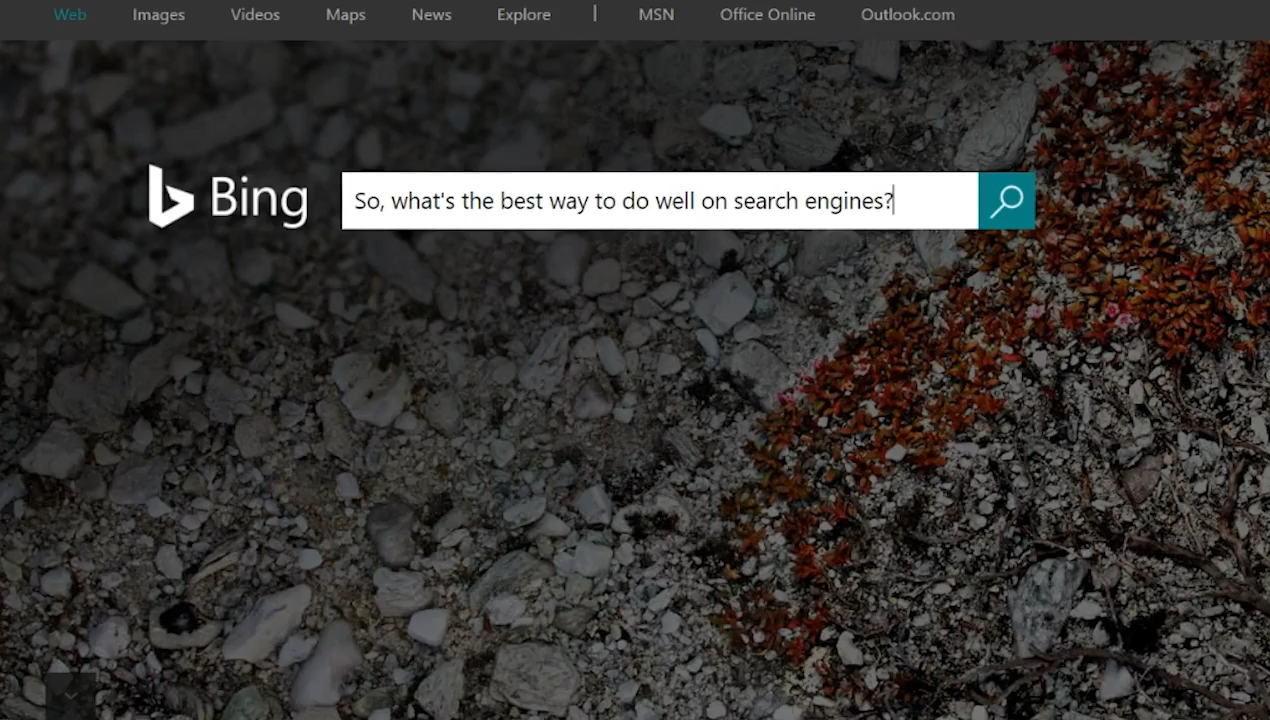 Web Images Videos Maps News Explore | MSN Office Online Outlook.com
Bing So, what's the best way to do well on search engines?